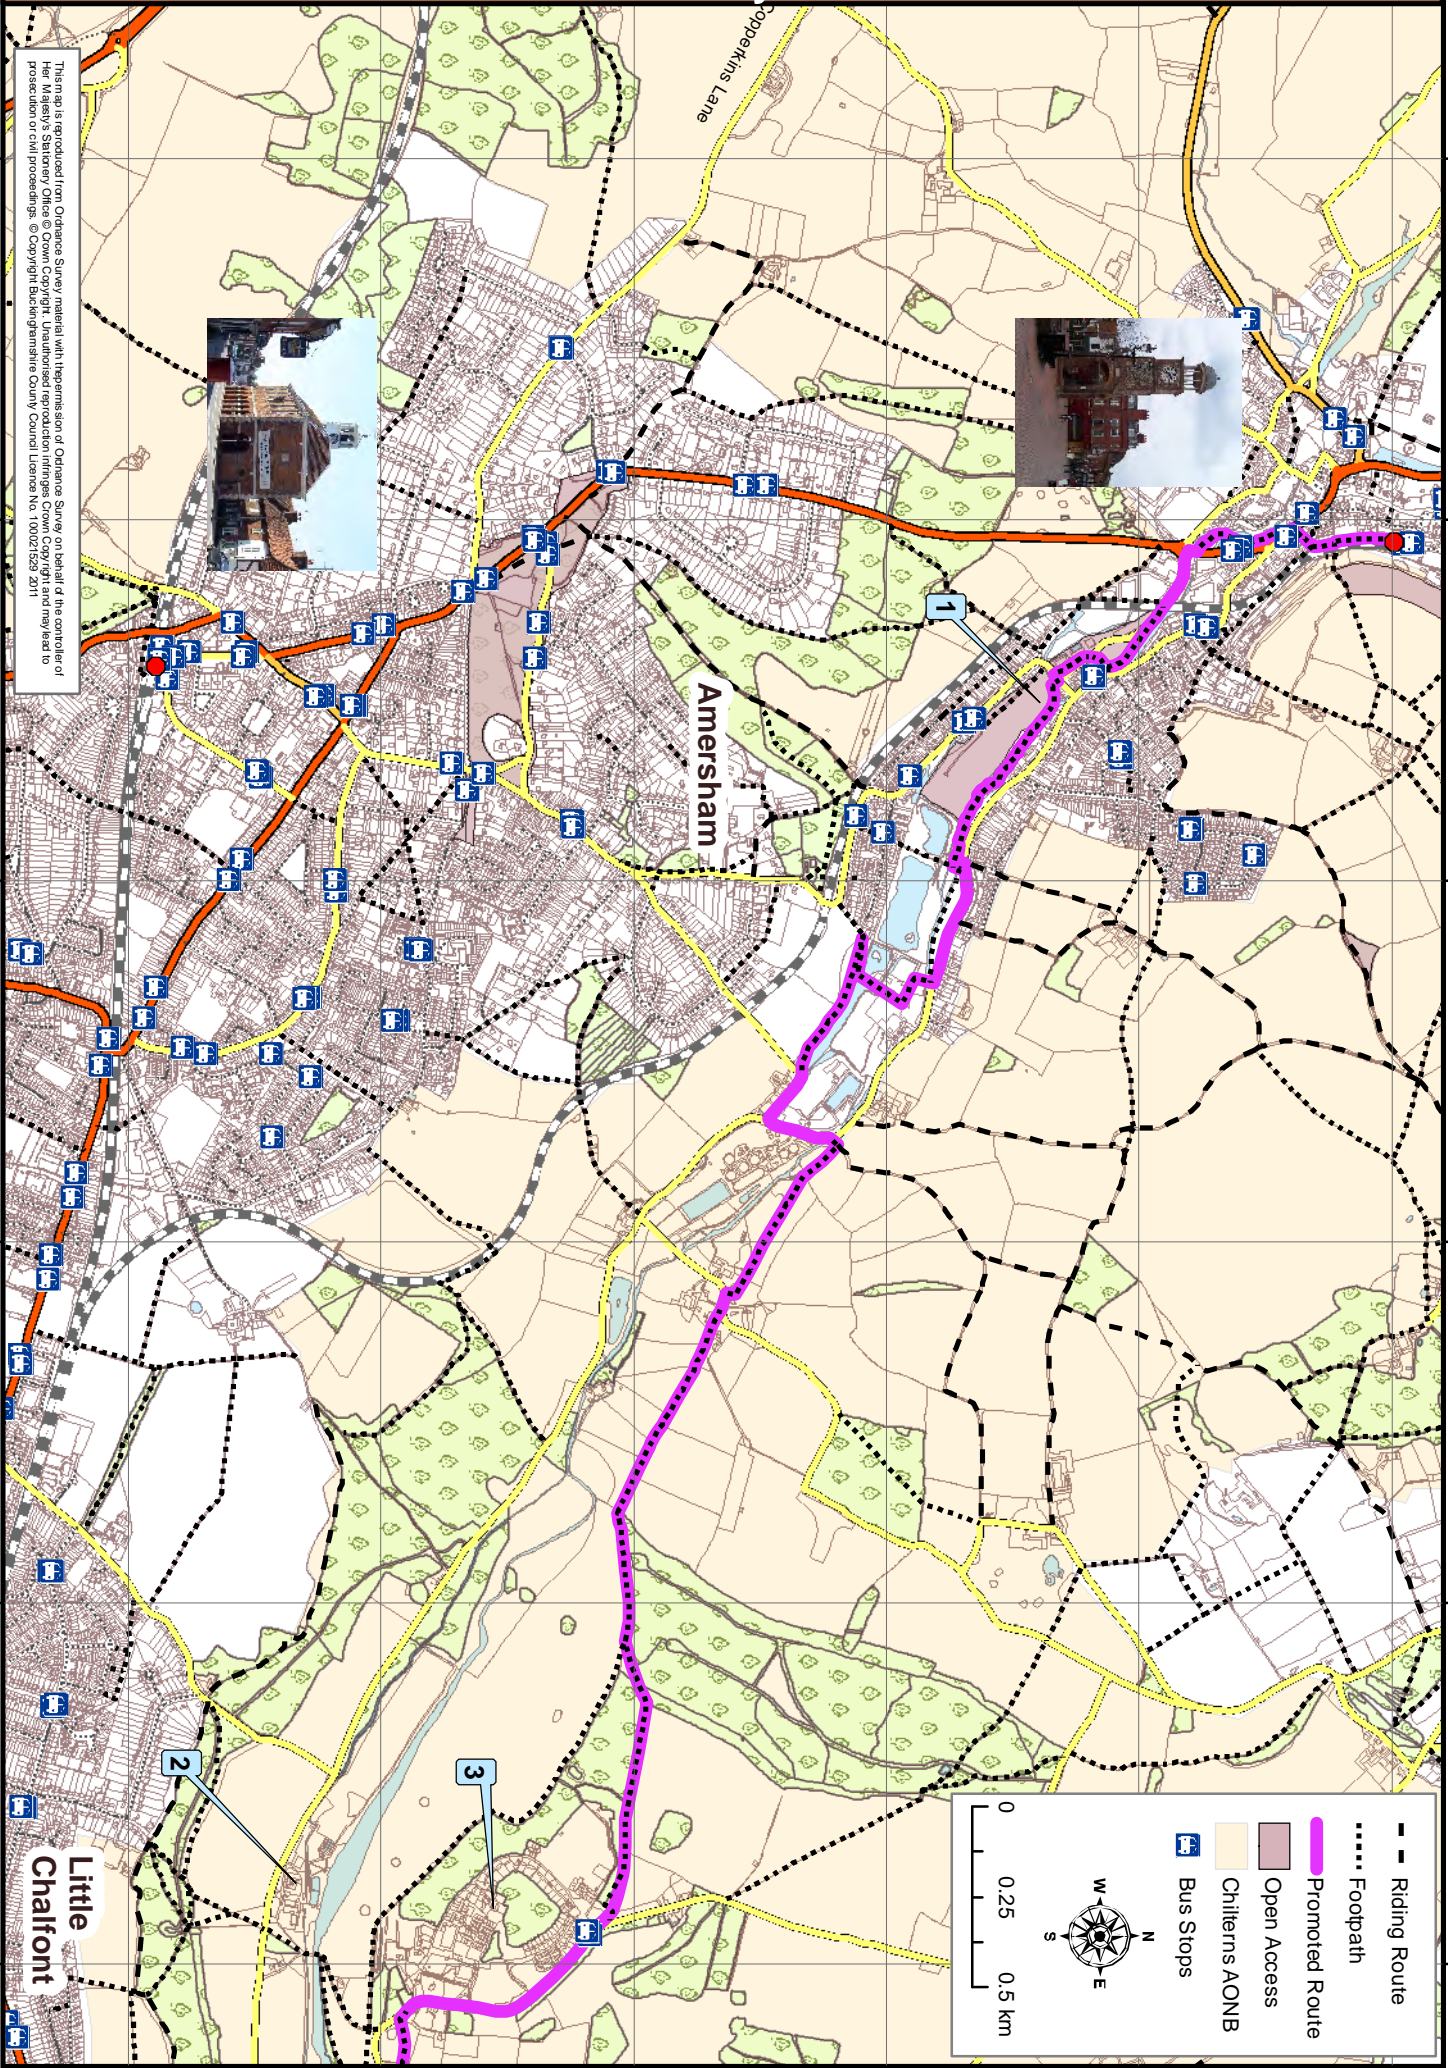 Copperkins Lane
Amersham
Little
Chalfont
1
2
3
Riding Route
Footpath
Promoted Route
Open Access
Chilterns AONB
Bus Stops
N
W
E
S
0
0.25
0.5 km
This map is reproduced from Ordnance Survey material with the permission of Ordnance Survey on behalf of the controller of
Her Majesty's Stationery Office © Crown Copyright. Unauthorised reproduction infringes Crown Copyright and may lead to
prosecution or civil proceedings. © Copyright Buckinghamshire County Council Licence No. 100021529 2011